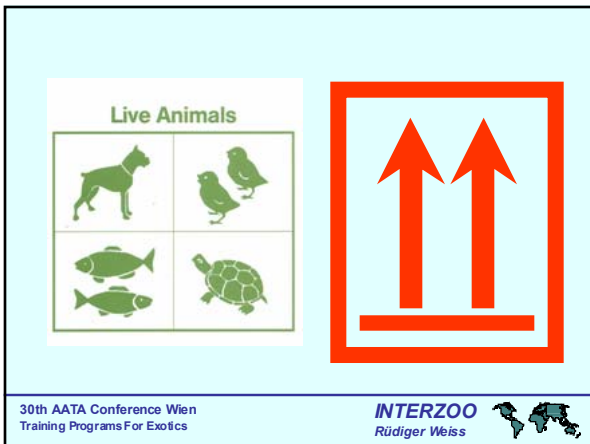 Live Animals
30th AATA Conference Wien
Training Programs For Exotics
INTERZOO
Rüdiger Weiss